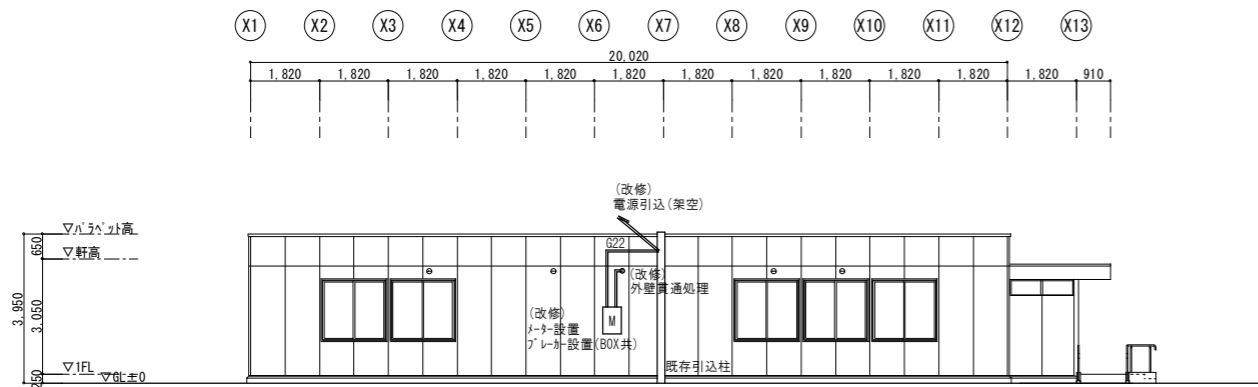 X1 X2 X3 X4 X5 X6 X7 X8 X9 X10 X11 X12 X13
20,020
1,820 1,820 1,820 1,820 1,820 1,820 1,820 1,820 1,820 1,820 1,820 1,820 910
(改修)
電源引込(架空)
▽パラペット高
650
▽軒高
G22
(改修)
外壁貫通処理
3,950
3,050
(改修)
メーター設置
ブレーカー設置(BOX共)
M
既存引込柱
▽1FL
250
▽GL±0